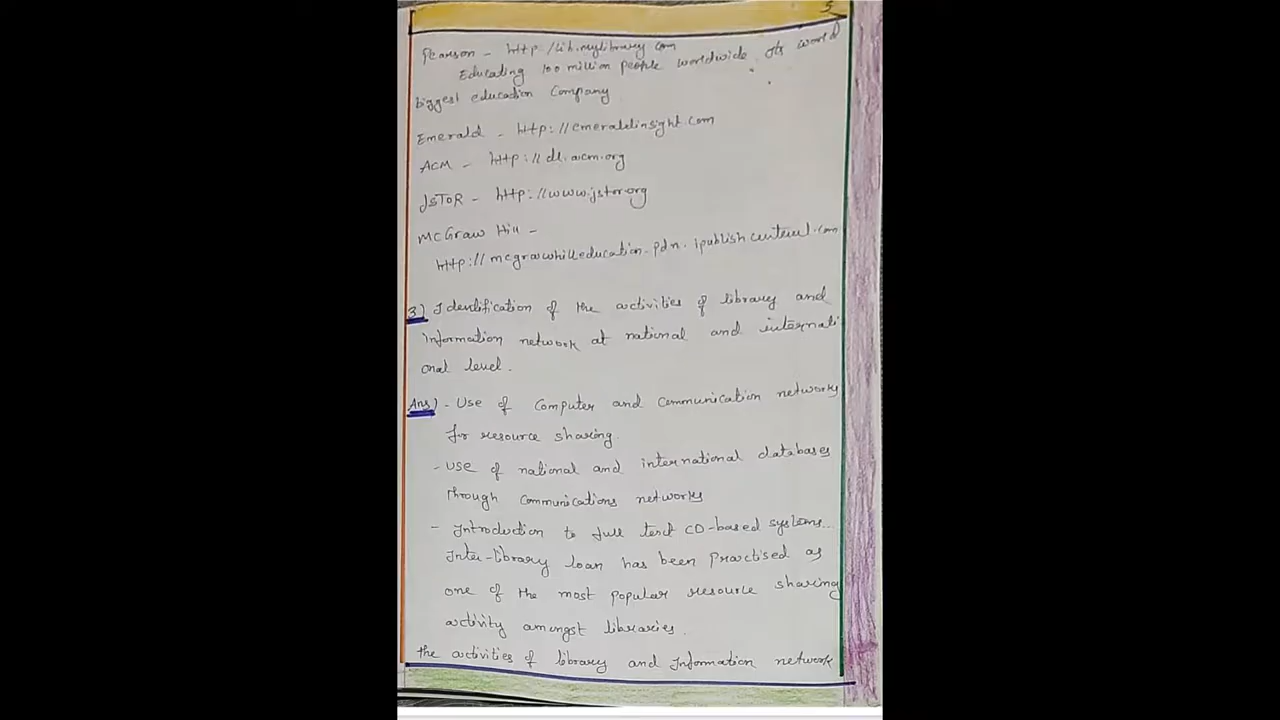 5
Pearson - http:/lib.mylibrary.com
Educating 100 million people worldwide. Its world
biggest education Company
Emerald - http://emeraldinsight.com
ACM - http://dl.acm.org
JSTOR - http://www.jstor.org
McGraw Hill -
http://mcgrawhilleducation.pdn.ipublishcentral.com
3) Identification of the activities of library and
Information network at national and internati
onal level.
Ans) - Use of Computer and Communication networks
for resource sharing.
- Use of national and international databases
through Communications networks
- Introduction to full text CD-based systems...
Inter-library loan has been Practised as
one of the most popular resource sharing
activity amongst libraries.
The activities of library and Information network